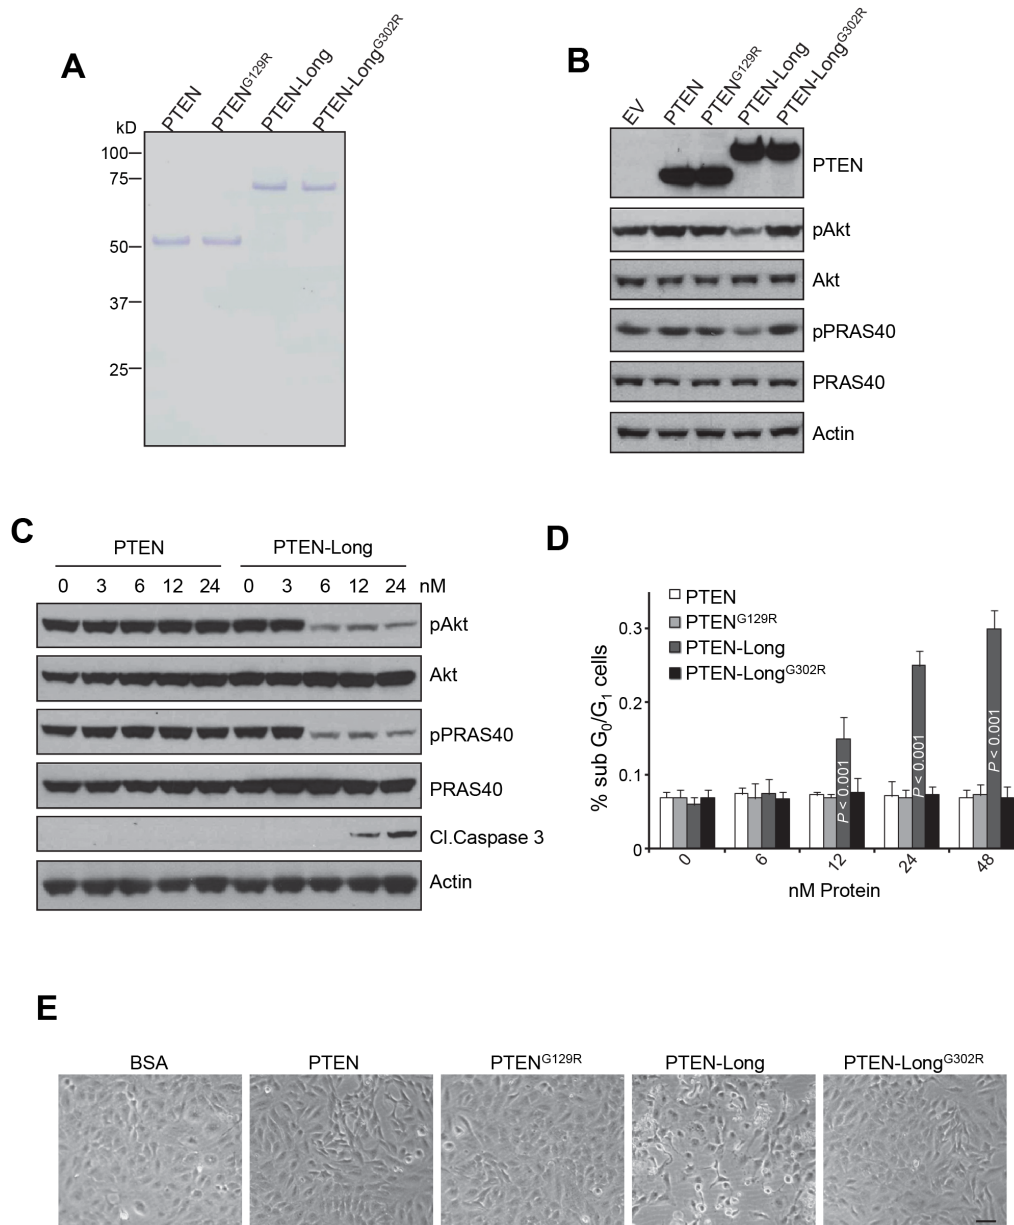 A
PTEN
PTENG129R
PTEN-Long
PTEN-LongG302R
kD
100
75
50
37
25
B
EV
PTEN
PTENG129R
PTEN-Long
PTEN-LongG302R
PTEN
pAkt
Akt
pPRAS40
PRAS40
Actin
C
PTEN PTEN-Long
0 3 6 12 24 0 3 6 12 24 nM
pAkt
Akt
pPRAS40
PRAS40
Cl.Caspase 3
Actin
D
PTEN
PTENG129R
PTEN-Long
PTEN-LongG302R
% sub G0/G1 cells
0.3
0.2
0.1
0
P < 0.001
P < 0.001
P < 0.001
0 6 12 24 48
nM Protein
E
BSA PTEN PTENG129R PTEN-Long PTEN-LongG302R